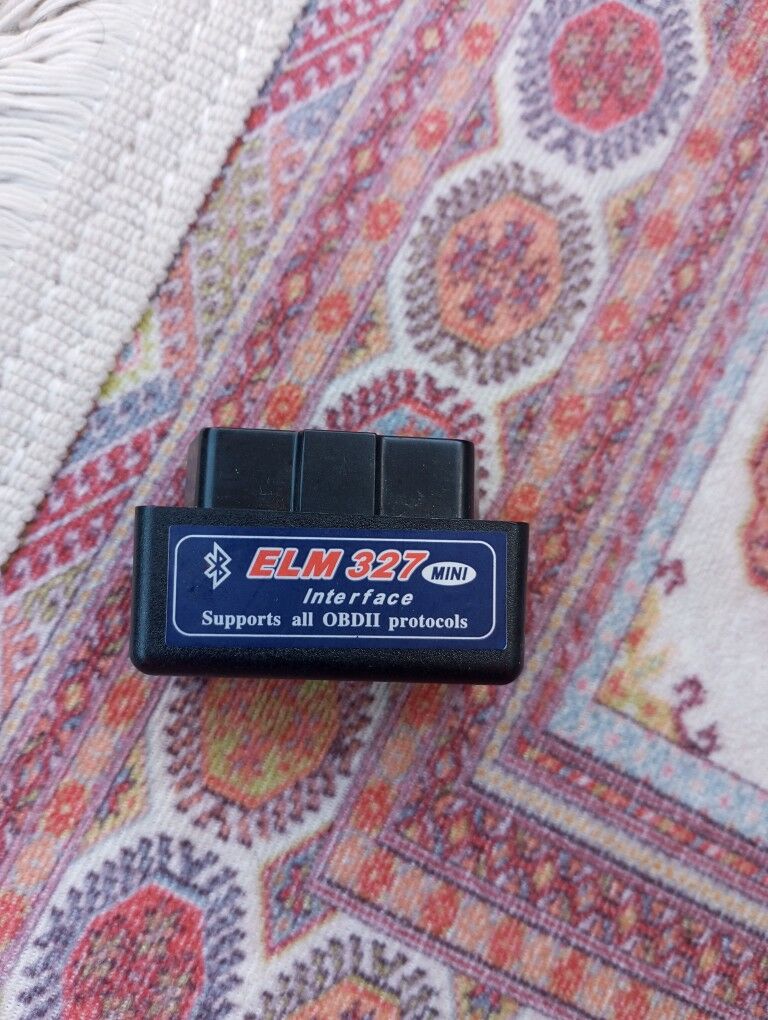 ELM 327 MINI
Interface
Supports all OBDII protocols